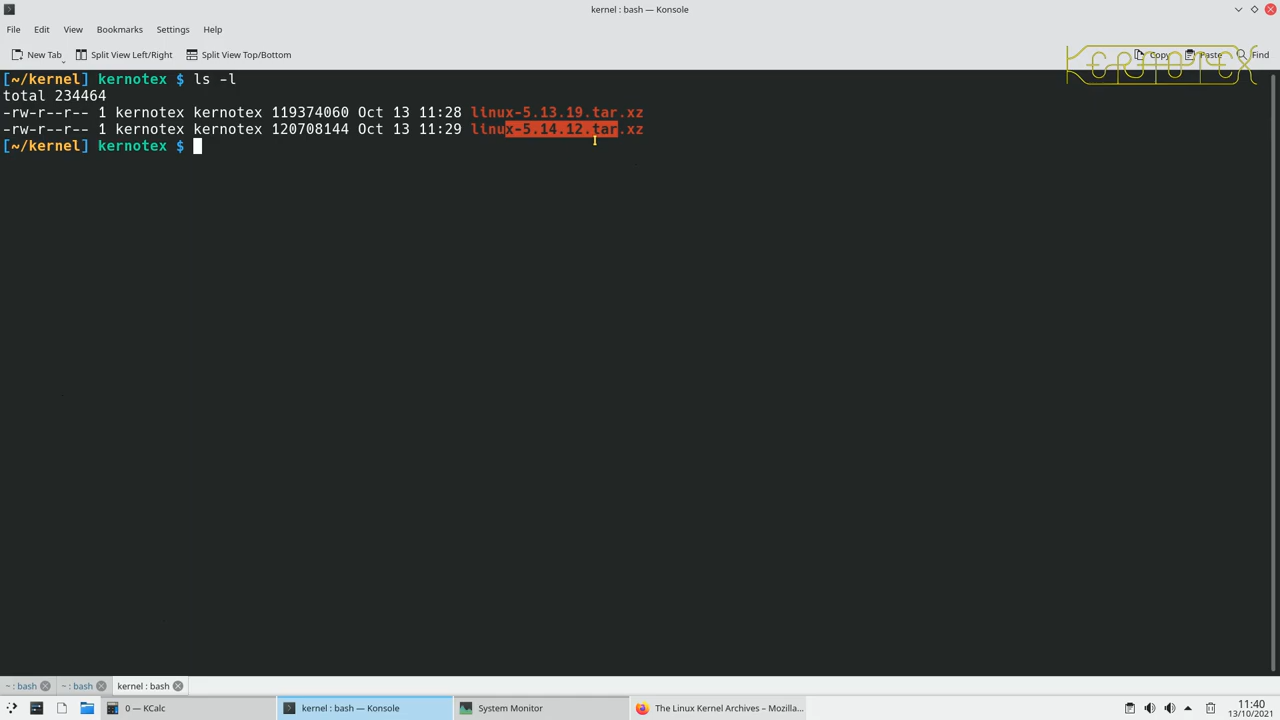 kernel : bash — Konsole
File Edit View Bookmarks Settings Help
New Tab Split View Left/Right Split View Top/Bottom Copy Paste Find
KERNOTEX
[~/kernel] kernotex $ ls -l
total 234464
-rw-r--r-- 1 kernotex kernotex 119374060 Oct 13 11:28 linux-5.13.19.tar.xz
-rw-r--r-- 1 kernotex kernotex 120708144 Oct 13 11:29 linux-5.14.12.tar.xz
[~/kernel] kernotex $
~ : bash ~ : bash kernel : bash
0 — KCalc kernel : bash — Konsole System Monitor The Linux Kernel Archives – Mozilla... 11:40
13/10/2021